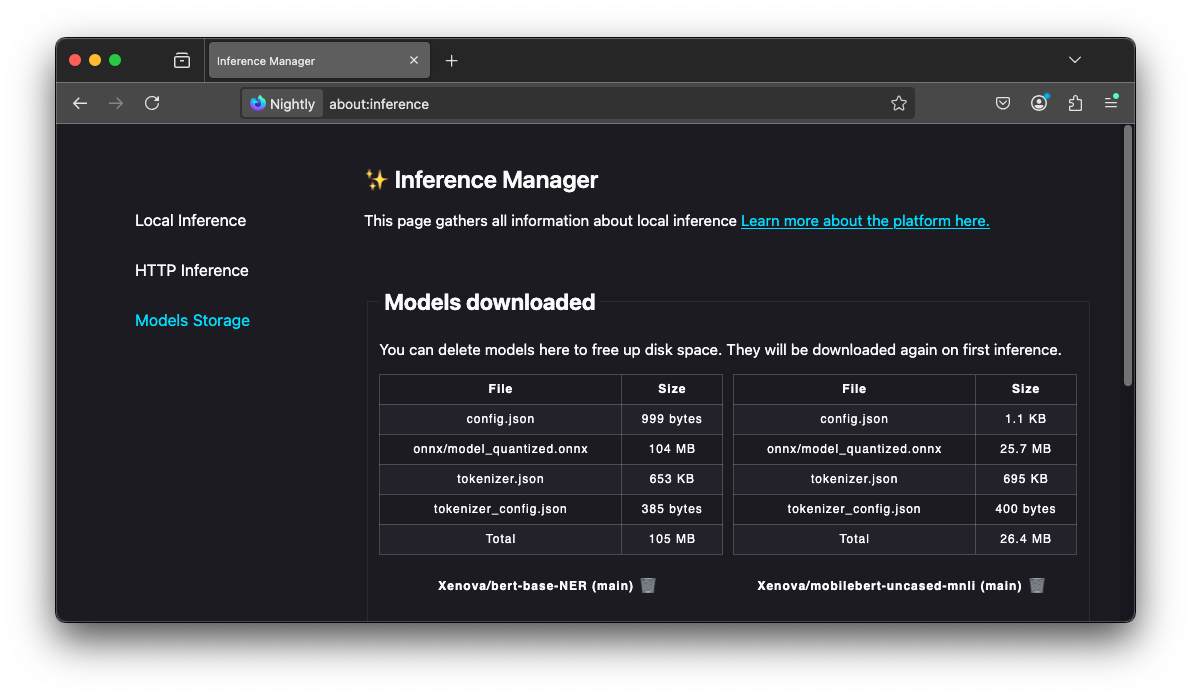 Inference Manager
Nightly about:inference
✨ Inference Manager
Local Inference
This page gathers all information about local inference Learn more about the platform here.
HTTP Inference
Models Storage
Models downloaded
You can delete models here to free up disk space. They will be downloaded again on first inference.
File Size
config.json 999 bytes
onnx/model_quantized.onnx 104 MB
tokenizer.json 653 KB
tokenizer_config.json 385 bytes
Total 105 MB
Xenova/bert-base-NER (main)
File Size
config.json 1.1 KB
onnx/model_quantized.onnx 25.7 MB
tokenizer.json 695 KB
tokenizer_config.json 400 bytes
Total 26.4 MB
Xenova/mobilebert-uncased-mnli (main)